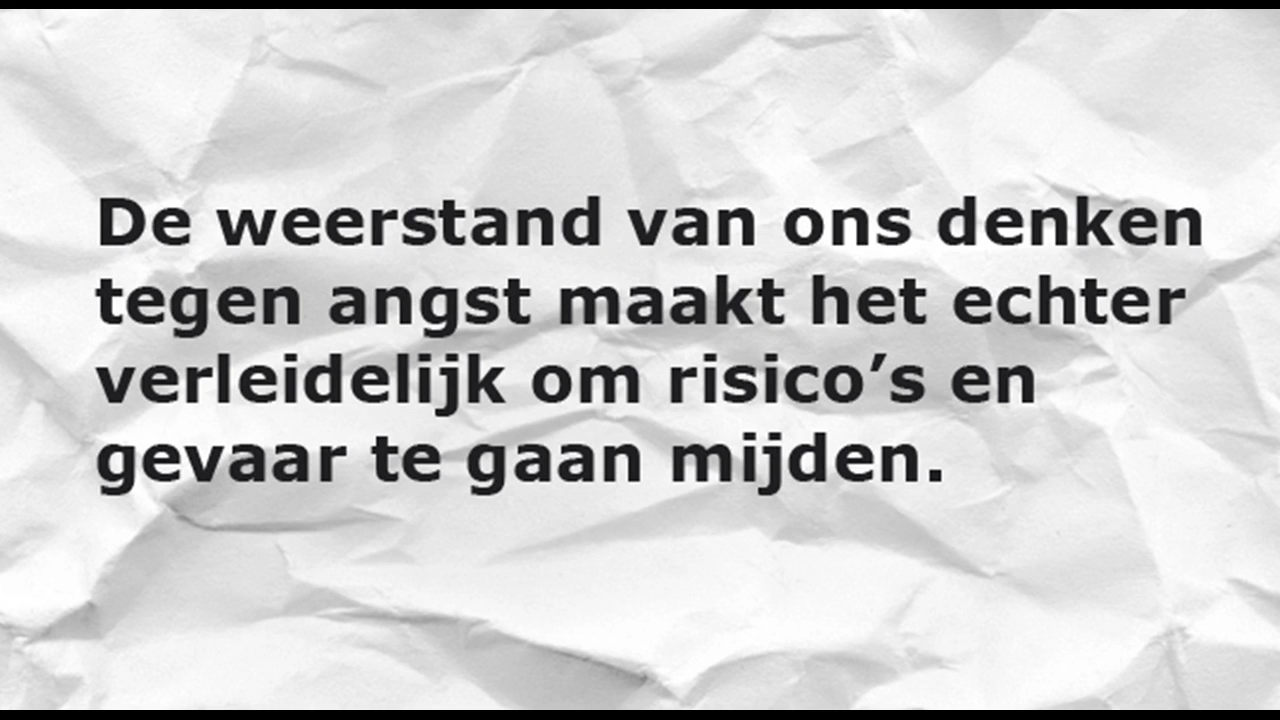 De weerstand van ons denken
tegen angst maakt het echter
verleidelijk om risico’s en
gevaar te gaan mijden.